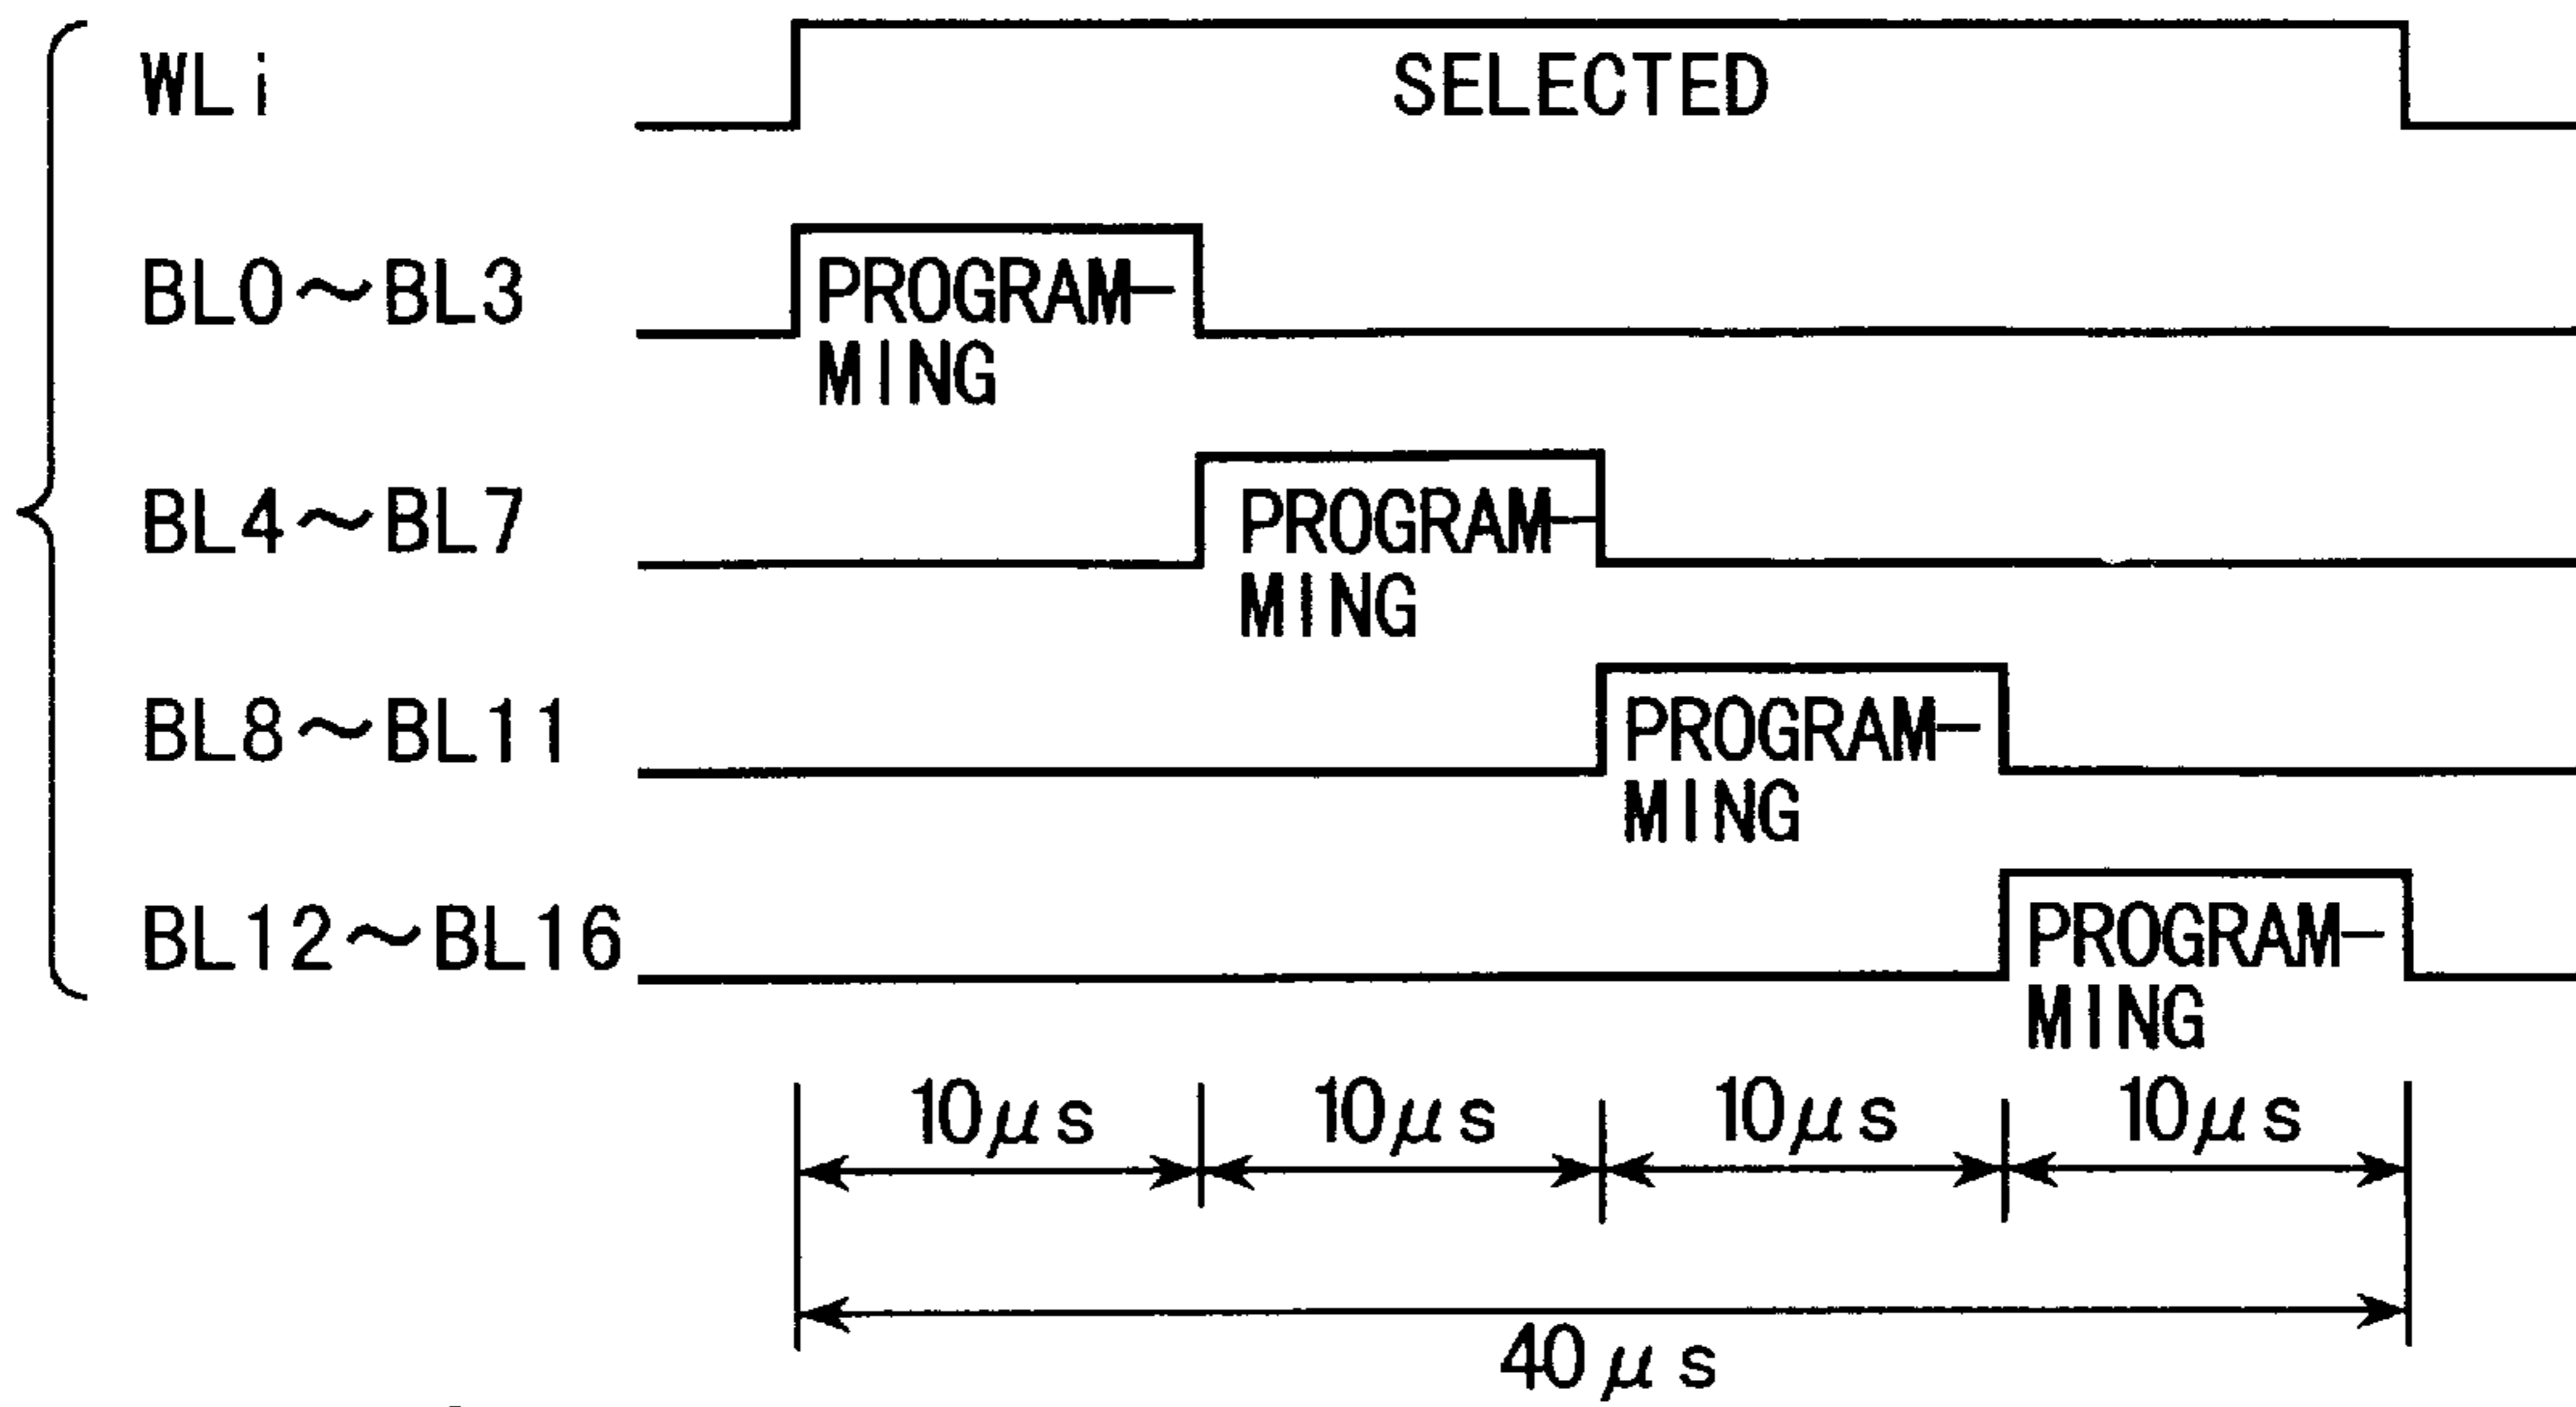 WLi
SELECTED
BL0～BL3
PROGRAM-
MING
BL4～BL7
PROGRAM-
MING
BL8～BL11
PROGRAM-
MING
BL12～BL16
PROGRAM-
MING
10μs 10μs 10μs 10μs
40μs